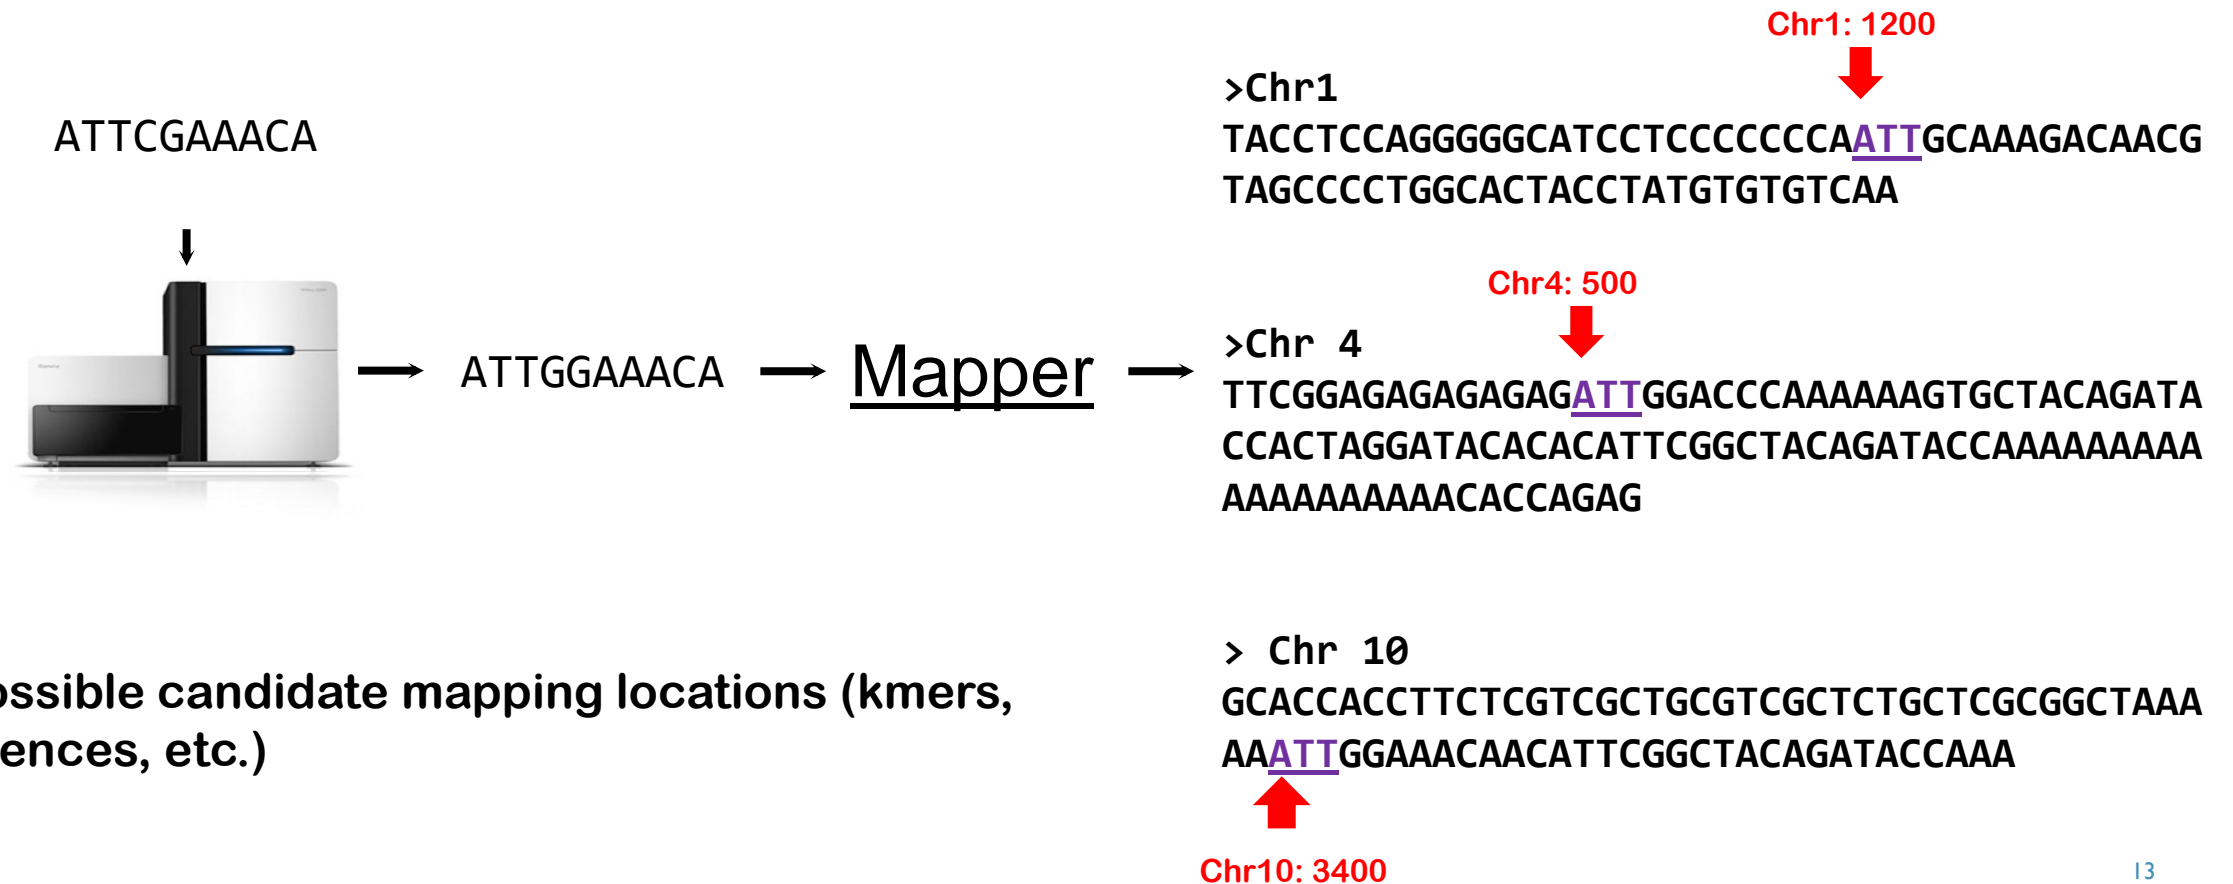 Chr1: 1200
>Chr1
ATTCGAAACA
TACCTCCAGGGGGCATCCTCCCCCCCAATTGCAAAGACAACG
TAGCCCCTGGCACTACCTATGTGTGTCAA
Chr4: 500
>Chr 4
ATTGGAAACA
Mapper
TTCGGAGAGAGAGAGATTGGACCCAAAAAAGTGCTACAGATA
CCACTAGGATACACACATTCGGCTACAGATACCAAAAAAAAA
AAAAAAAAAACACCAGAG
> Chr 10
ossible candidate mapping locations (kmers,
GCACCACCTTCTCGTCGCTGCGTCGCTCTGCTCGCGGCTAAA
ences, etc.)
AAATTGGAAACAACATTCGGCTACAGATACCAAA
Chr10: 3400
13